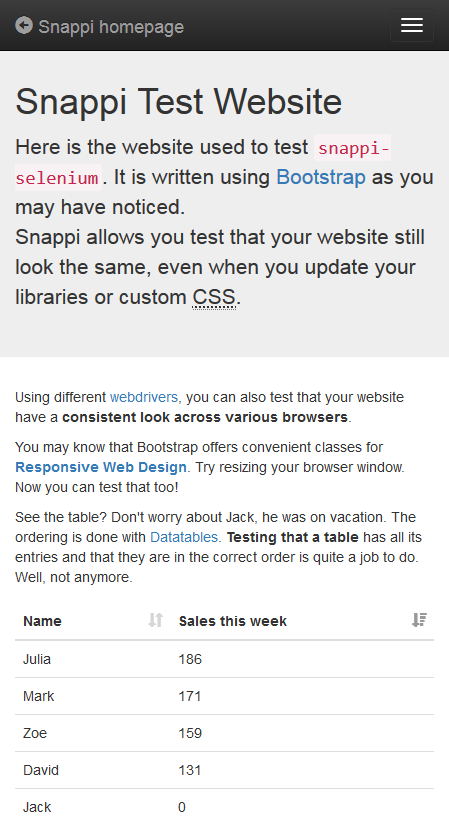 Snappi homepage
Snappi Test Website
Here is the website used to test snappi-
selenium. It is written using Bootstrap as you
may have noticed.
Snappi allows you test that your website still
look the same, even when you update your
libraries or custom CSS.
Using different webdrivers, you can also test that your website
have a consistent look across various browsers.
You may know that Bootstrap offers convenient classes for
Responsive Web Design. Try resizing your browser window.
Now you can test that too!
See the table? Don't worry about Jack, he was on vacation. The
ordering is done with Datatables. Testing that a table has all its
entries and that they are in the correct order is quite a job to do.
Well, not anymore.
Name Sales this week
Julia 186
Mark 171
Zoe 159
David 131
Jack 0